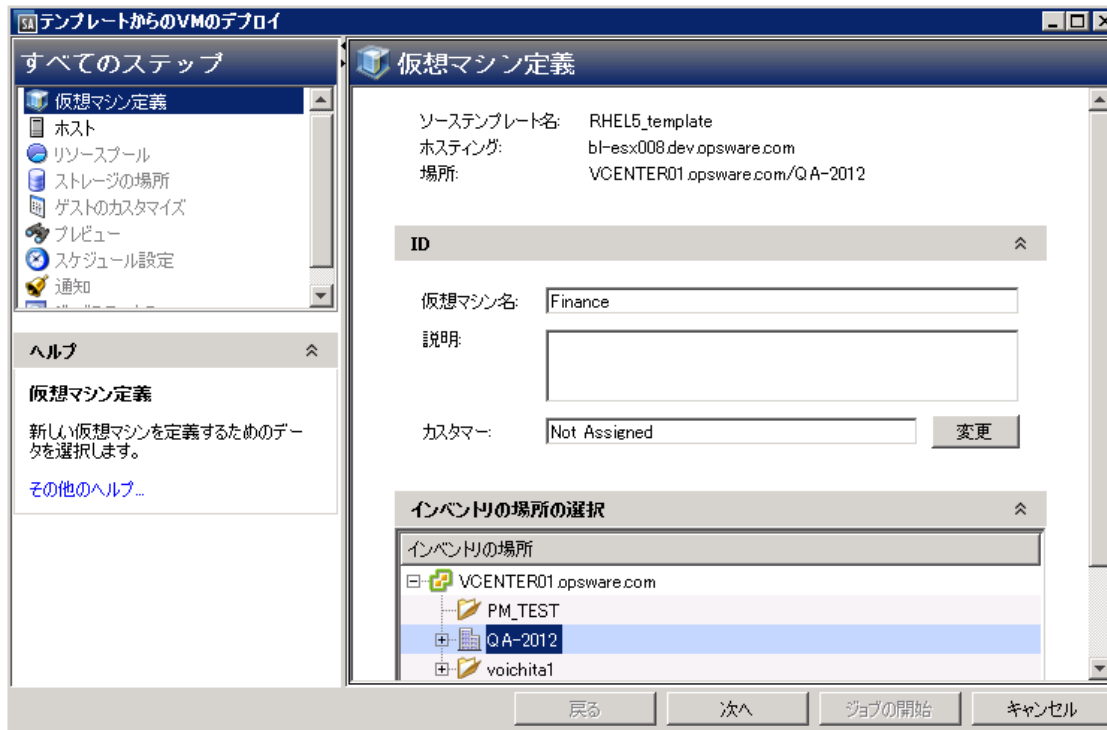 SA テンプレートからのVMのデプロイ
すべてのステップ
仮想マシン定義
ホスト
リソースプール
ストレージの場所
ゲストのカスタマイズ
プレビュー
スケジュール設定
通知
ヘルプ
仮想マシン定義
新しい仮想マシンを定義するためのデー
タを選択します。
その他のヘルプ...
仮想マシン定義
ソーステンプレート名: RHEL5_template
ホスティング: bl-esx008.dev.opsware.com
場所: VCENTER01.opsware.com/QA-2012
ID
仮想マシン名: Finance
説明:
カスタマー: Not Assigned 変更
インベントリの場所の選択
インベントリの場所
VCENTER01.opsware.com
PM_TEST
QA-2012
voichita1
戻る 次へ ジョブの開始 キャンセル